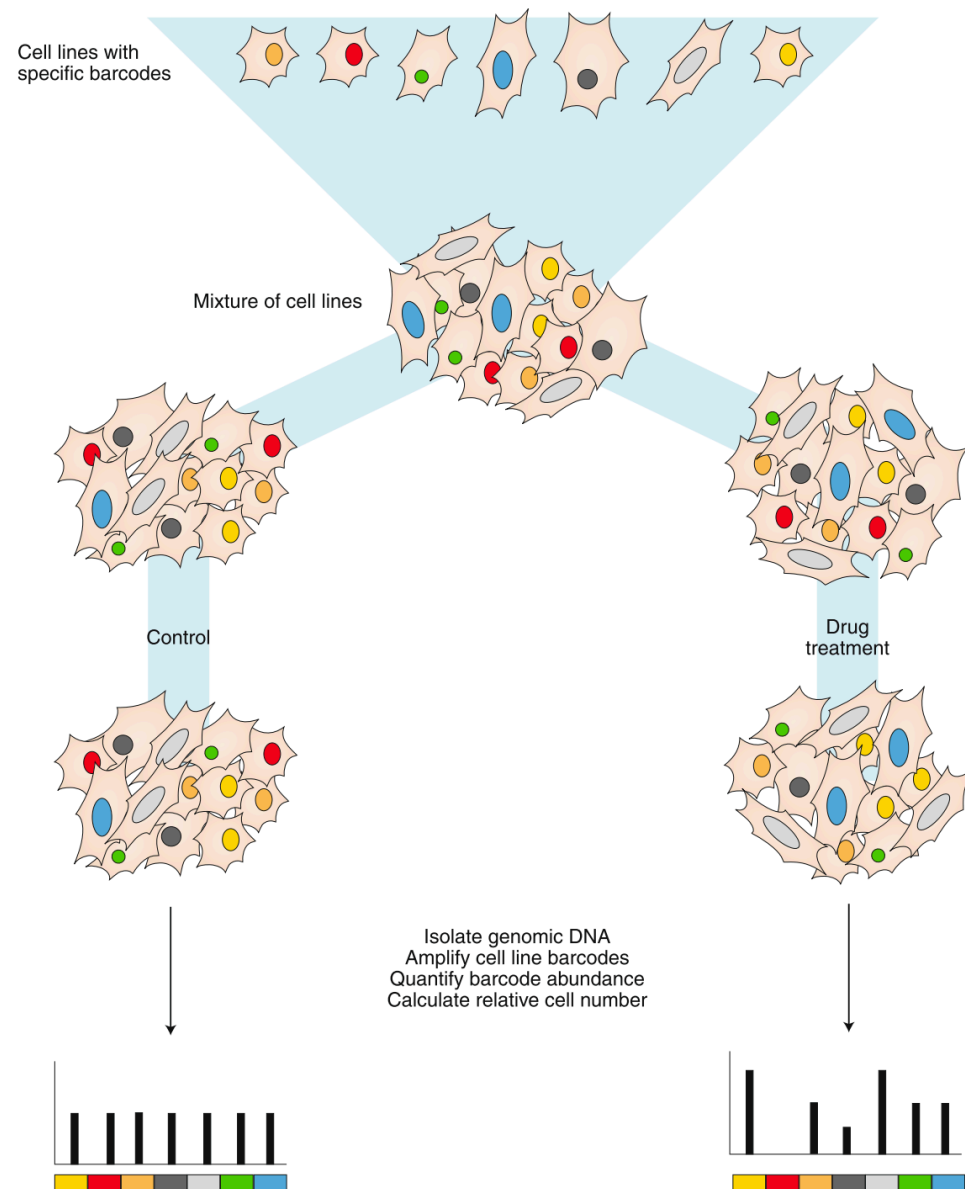 Cell lines with
specific barcodes
Mixture of cell lines
Control
Drug
treatment
Isolate genomic DNA
Amplify cell line barcodes
Quantify barcode abundance
Calculate relative cell number